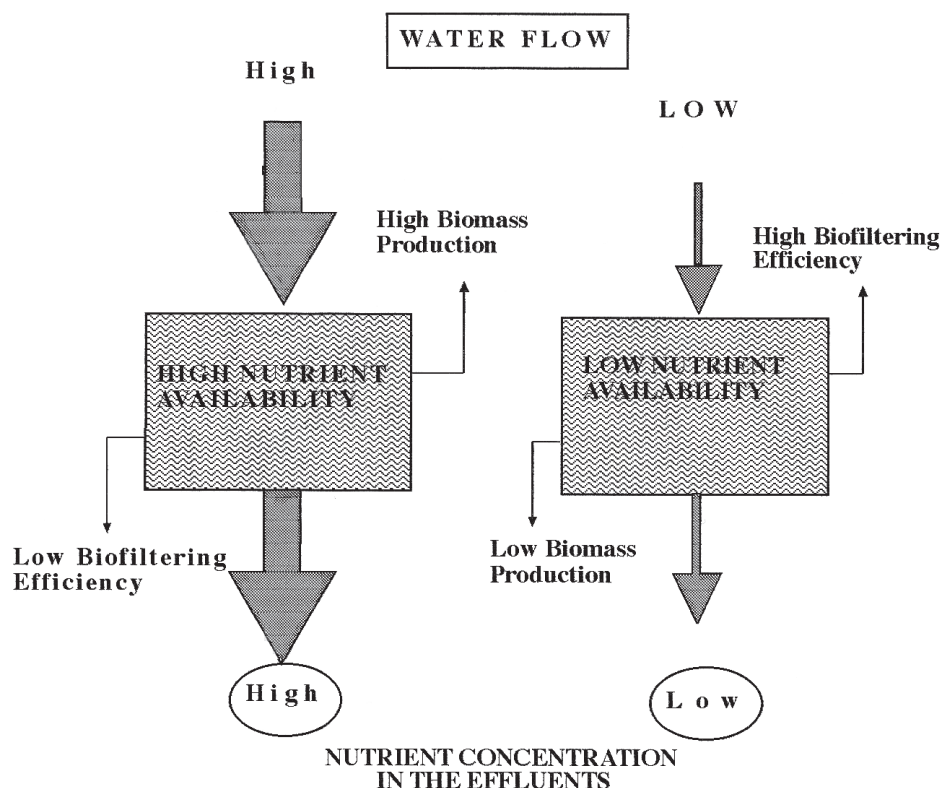 WATER FLOW
High
LOW
High Biomass
Production
High Biofiltering
Efficiency
HIGH NUTRIENT
AVAILABILITY
LOW NUTRIENT
AVAILABILITY
Low Biofiltering
Efficiency
Low Biomass
Production
High
Low
NUTRIENT CONCENTRATION
IN THE EFFLUENTS